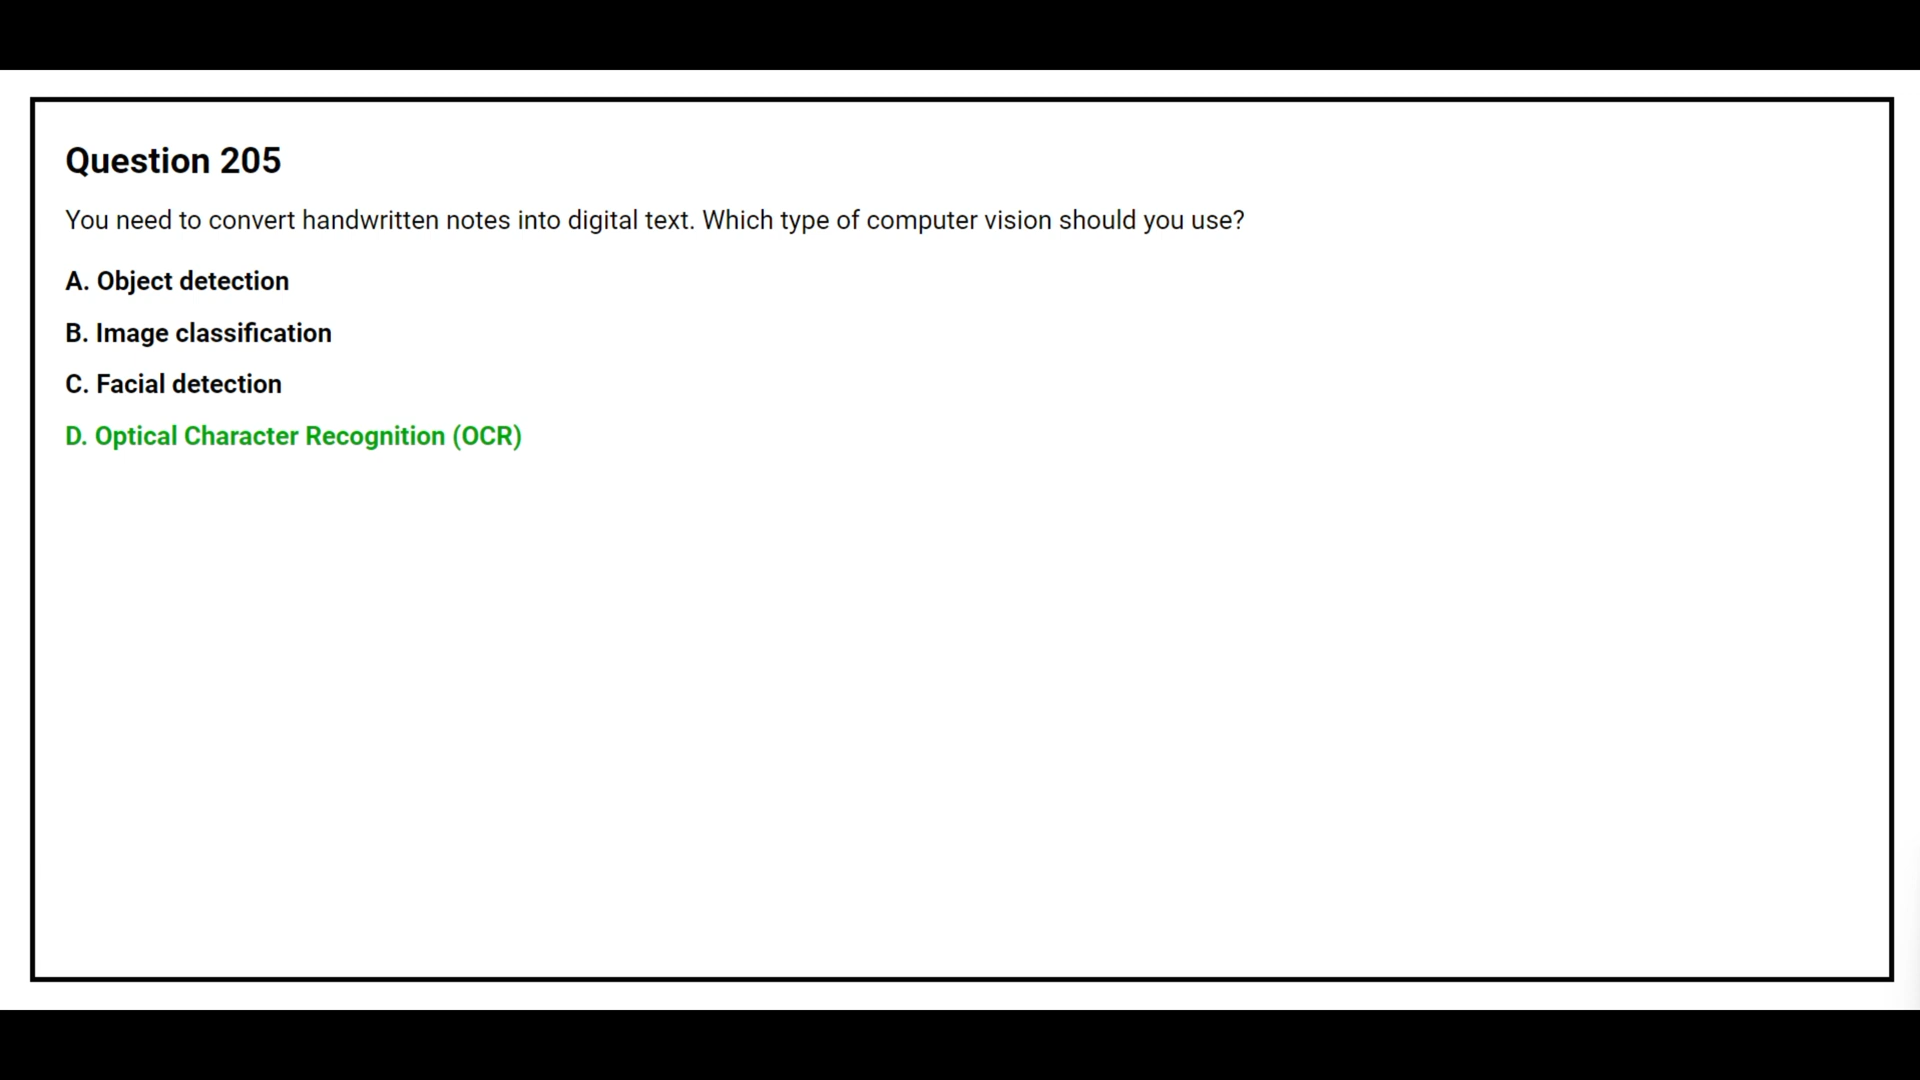 Question 205
You need to convert handwritten notes into digital text. Which type of computer vision should you use?
A. Object detection
B. Image classification
C. Facial detection
D. Optical Character Recognition (OCR)